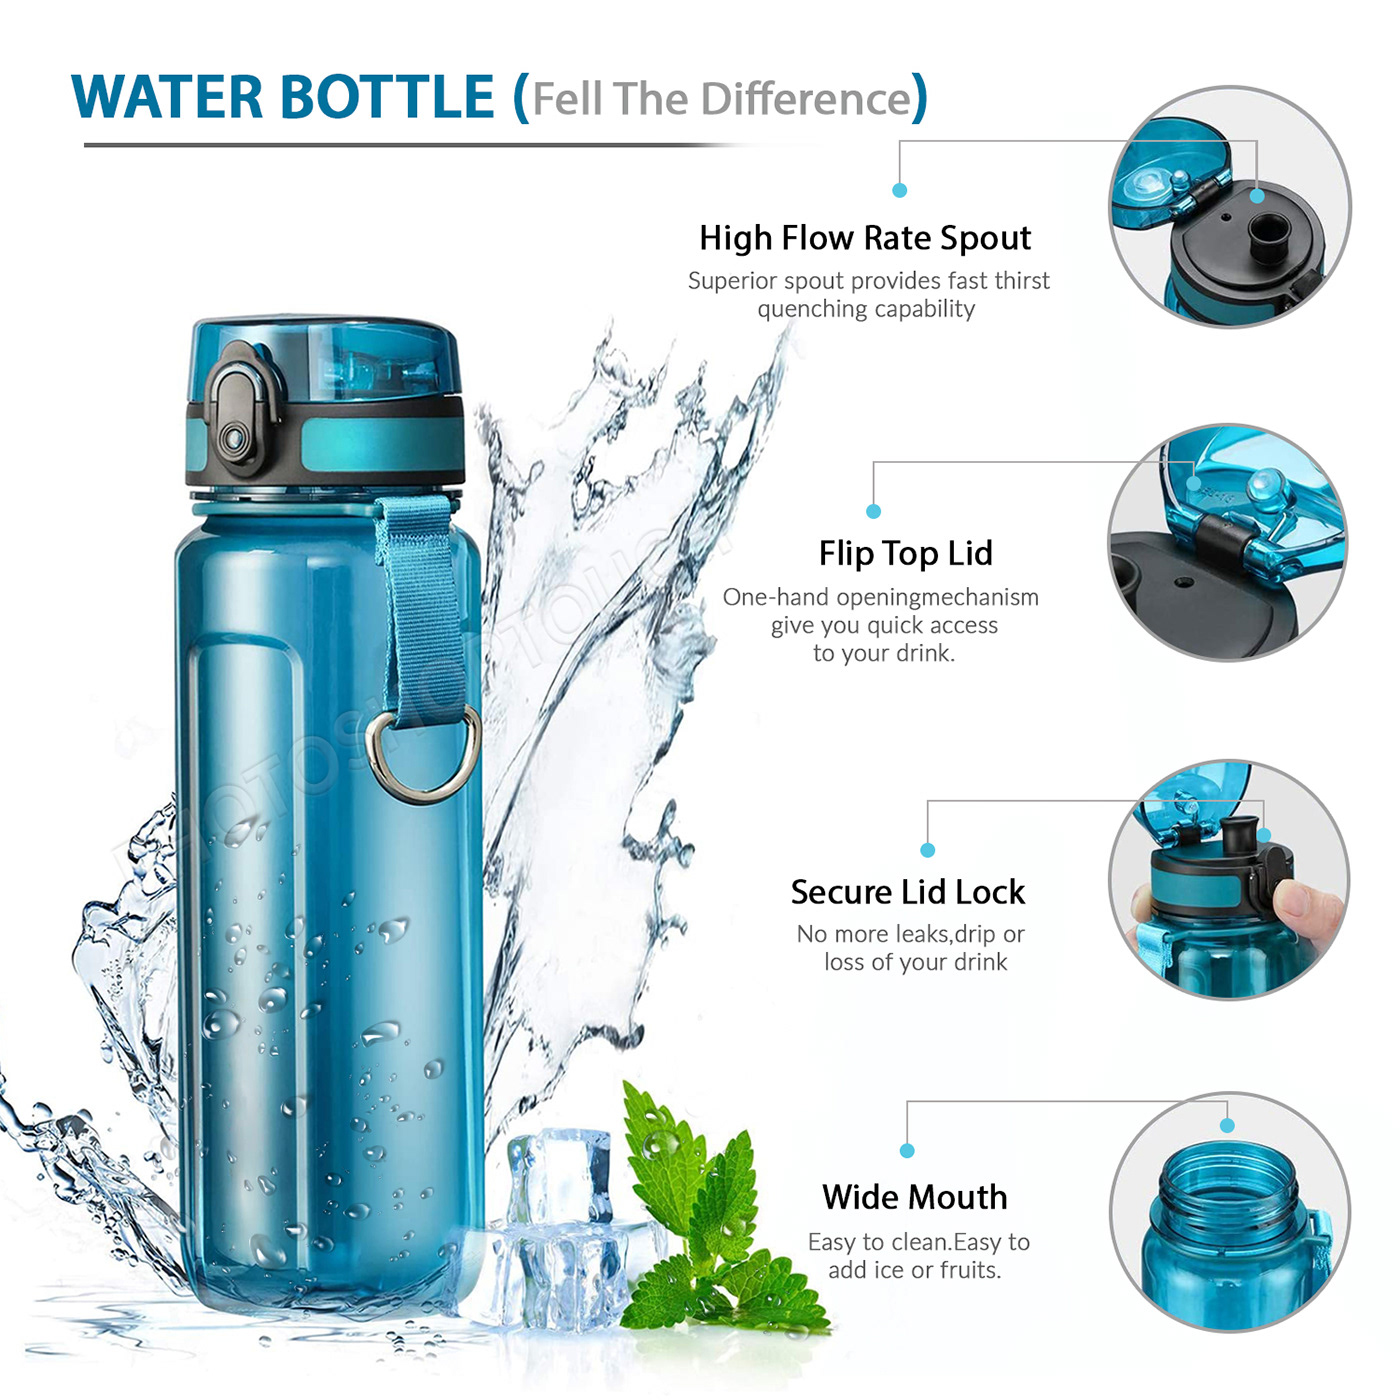 WATER BOTTLE (Fell The Difference)
High Flow Rate Spout
Superior spout provides fast thirst
quenching capability
Flip Top Lid
One-hand openingmechanism
give you quick access
to your drink.
Secure Lid Lock
No more leaks,drip or
loss of your drink
Wide Mouth
Easy to clean.Easy to
add ice or fruits.